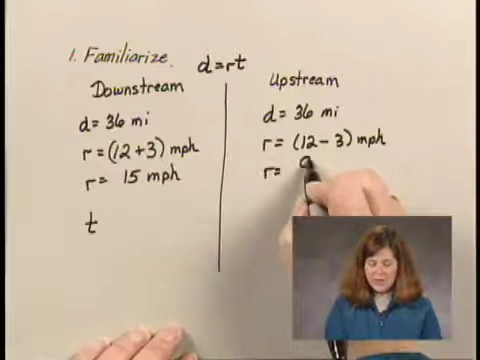 1. Familiarize.
d = rt
Downstream
d = 36 mi
r = (12 + 3) mph
r = 15 mph
t
Upstream
d = 36 mi
r = (12 - 3) mph
r = 9